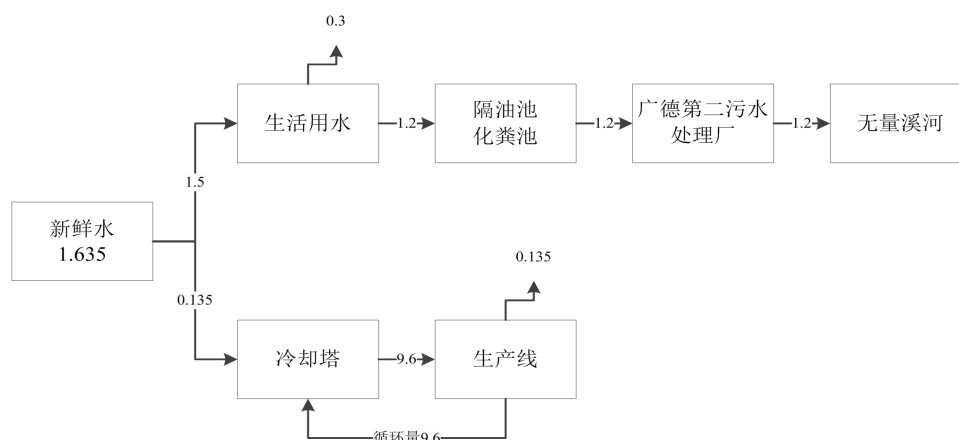 0.3
生活用水
1.2
隔油池
化粪池
1.2
广德第二污水
处理厂
1.2
无量溪河
1.5
新鲜水
1.635
0.135
0.135
冷却塔
9.6
生产线
循环量9.6